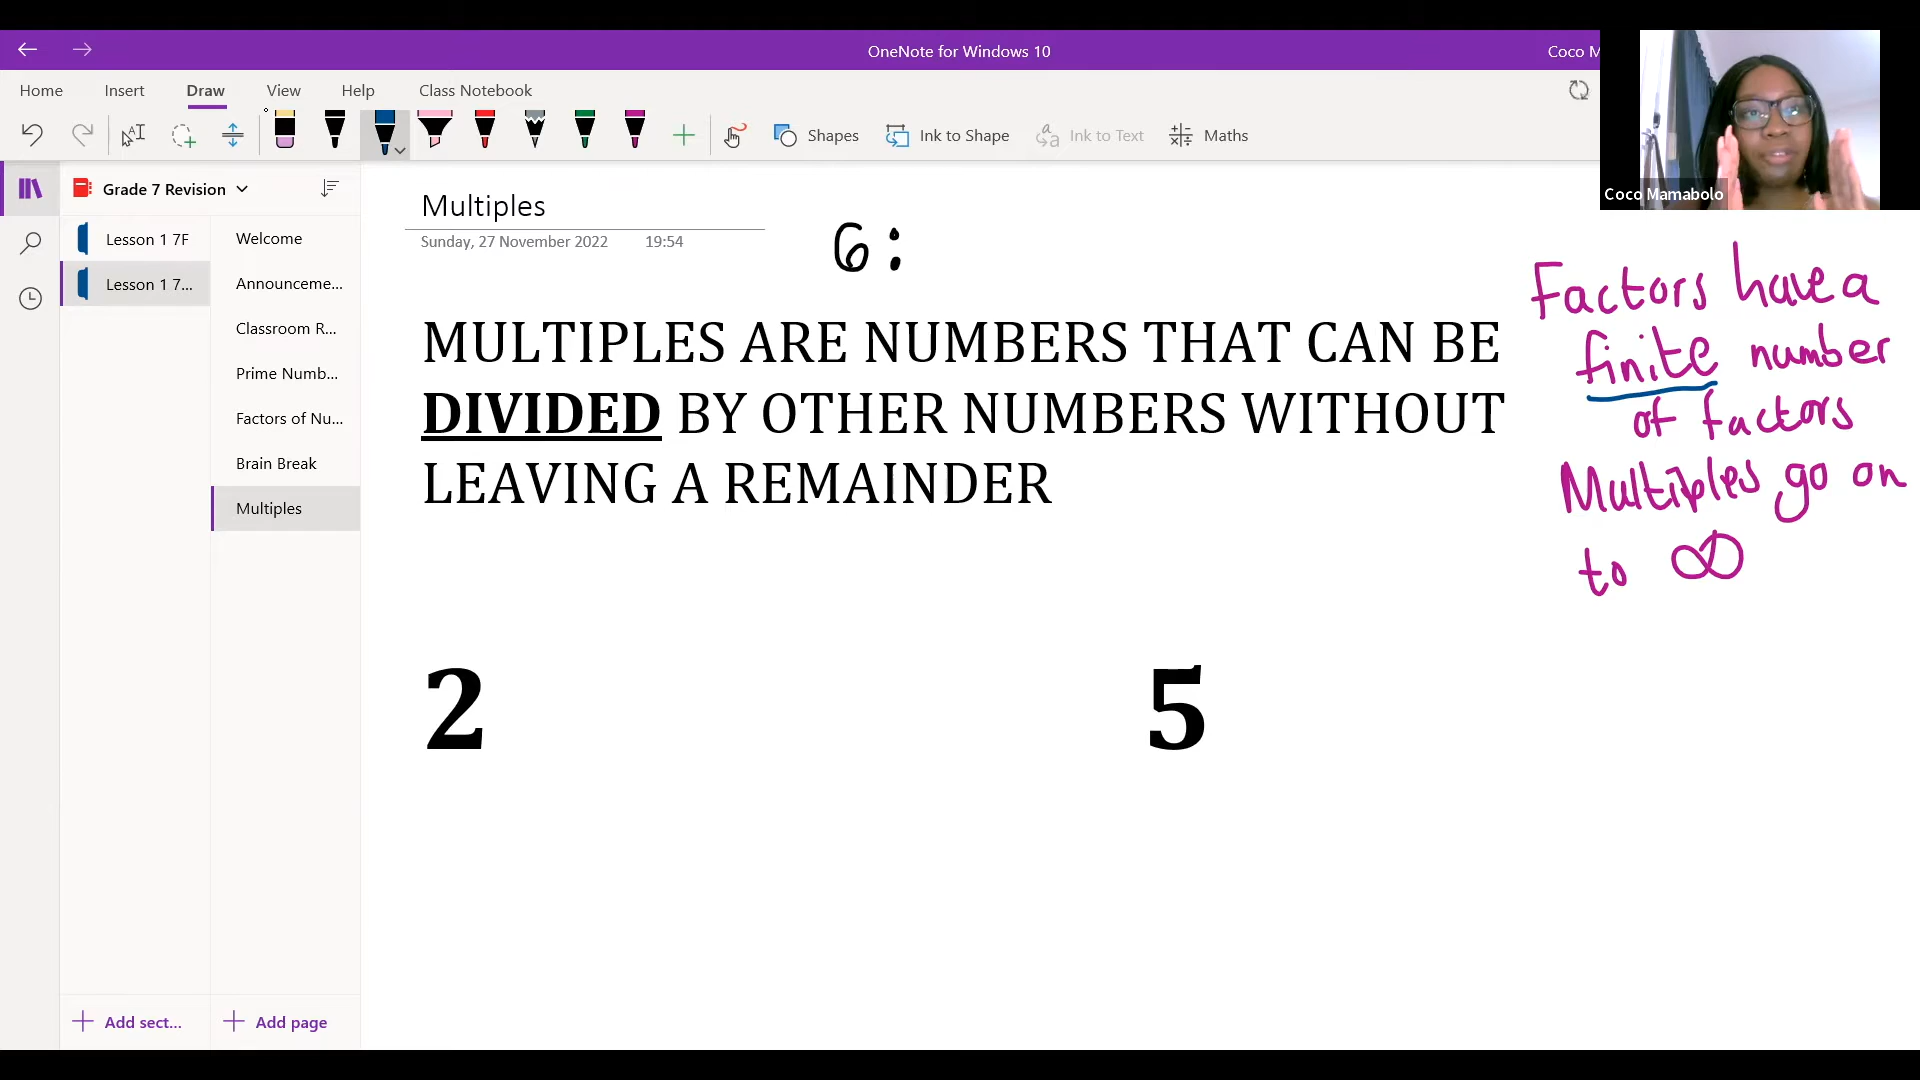 OneNote for Windows 10
Coco M
Home Insert Draw View Help Class Notebook
Shapes Ink to Shape Ink to Text Maths
Coco Mamabolo
Grade 7 Revision
Lesson 1 7F
Lesson 1 7...
Welcome
Announceme...
Classroom R...
Prime Numb...
Factors of Nu...
Brain Break
Multiples
Add sect...
Add page
Multiples
Sunday, 27 November 2022 19:54
6:
MULTIPLES ARE NUMBERS THAT CAN BE
DIVIDED BY OTHER NUMBERS WITHOUT
LEAVING A REMAINDER
2 5
Factors have a
finite number
of factors
Multiples go on
to ∞